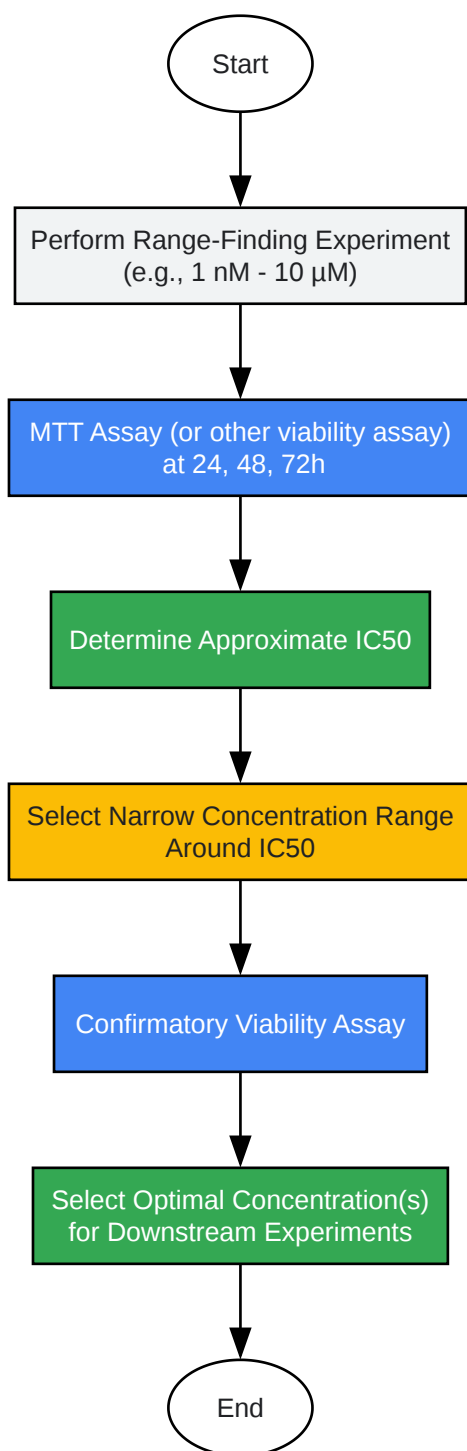 Start
Perform Range-Finding Experiment
(e.g., 1 nM - 10 µM)
MTT Assay (or other viability assay)
at 24, 48, 72h
Determine Approximate IC50
Select Narrow Concentration Range
Around IC50
Confirmatory Viability Assay
Select Optimal Concentration(s)
for Downstream Experiments
End